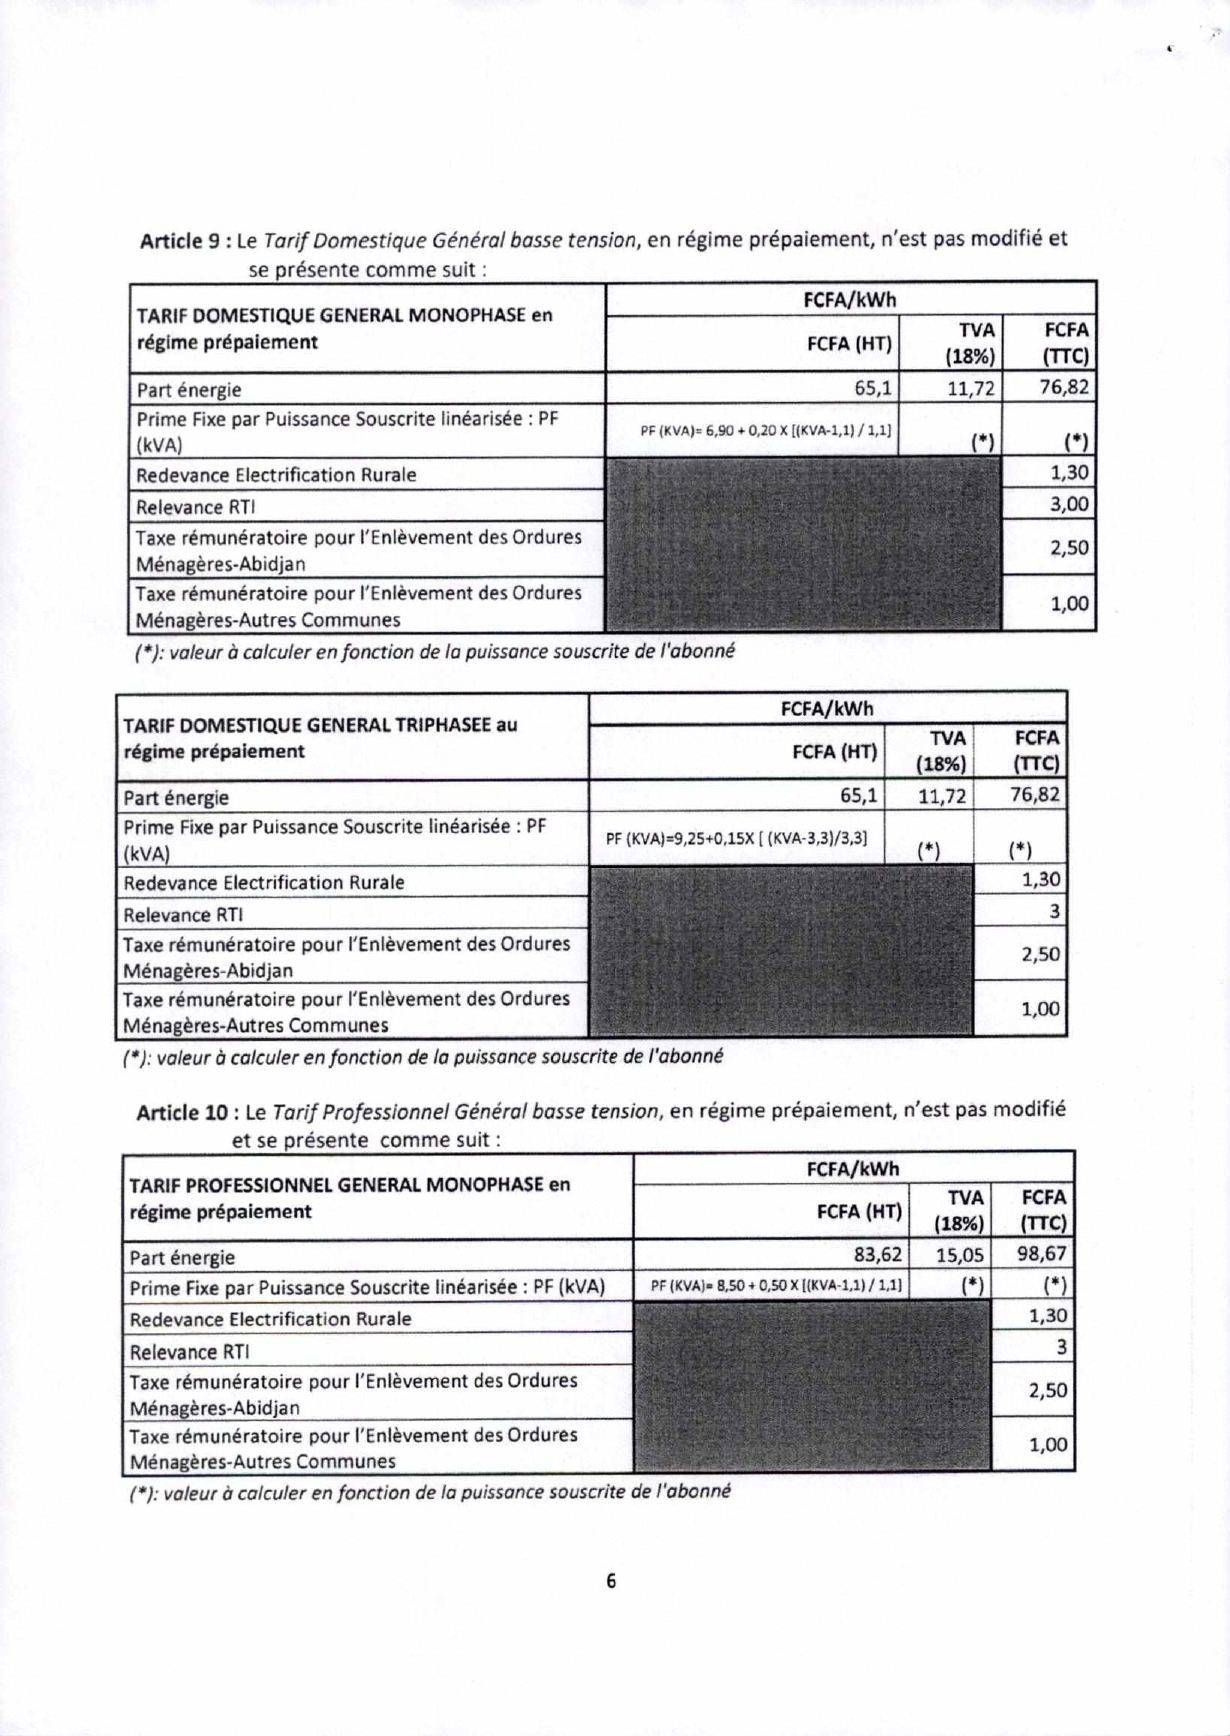 Article 9 : Le Tarif Domestique Général basse tension, en régime prépaiement, n'est pas modifié et
se présente comme suit :
TARIF DOMESTIQUE GENERAL MONOPHASE en
régime prépaiement
FCFA/kWh
FCFA (HT)
TVA
(18%)
FCFA
(TTC)
Part énergie 65,1 11,72 76,82
Prime Fixe par Puissance Souscrite linéarisée : PF
(kVA)
PF (KVA)= 6,90 + 0,20 X [(KVA-1,1) / 1,1]
(*) (*)
Redevance Electrification Rurale 1,30
Relevance RTI 3,00
Taxe rémunératoire pour l'Enlèvement des Ordures
Ménagères-Abidjan
2,50
Taxe rémunératoire pour l'Enlèvement des Ordures
Ménagères-Autres Communes
1,00
(*): valeur à calculer en fonction de la puissance souscrite de l'abonné
TARIF DOMESTIQUE GENERAL TRIPHASEE au
régime prépaiement
FCFA/kWh
FCFA (HT)
TVA
(18%)
FCFA
(TTC)
Part énergie 65,1 11,72 76,82
Prime Fixe par Puissance Souscrite linéarisée : PF
(kVA)
PF (KVA)=9,25+0,15X [ (KVA-3,3)/3,3]
(*) (*)
Redevance Electrification Rurale 1,30
Relevance RTI 3
Taxe rémunératoire pour l'Enlèvement des Ordures
Ménagères-Abidjan
2,50
Taxe rémunératoire pour l'Enlèvement des Ordures
Ménagères-Autres Communes
1,00
(*): valeur à calculer en fonction de la puissance souscrite de l'abonné
Article 10 : Le Tarif Professionnel Général basse tension, en régime prépaiement, n'est pas modifié
et se présente comme suit :
TARIF PROFESSIONNEL GENERAL MONOPHASE en
régime prépaiement
FCFA/kWh
FCFA (HT)
TVA
(18%)
FCFA
(TTC)
Part énergie 83,62 15,05 98,67
Prime Fixe par Puissance Souscrite linéarisée : PF (kVA) PF (KVA)= 8,50 + 0,50 X [(KVA-1,1) / 1,1] (*) (*)
Redevance Electrification Rurale 1,30
Relevance RTI 3
Taxe rémunératoire pour l'Enlèvement des Ordures
Ménagères-Abidjan
2,50
Taxe rémunératoire pour l'Enlèvement des Ordures
Ménagères-Autres Communes
1,00
(*): valeur à calculer en fonction de la puissance souscrite de l'abonné
6